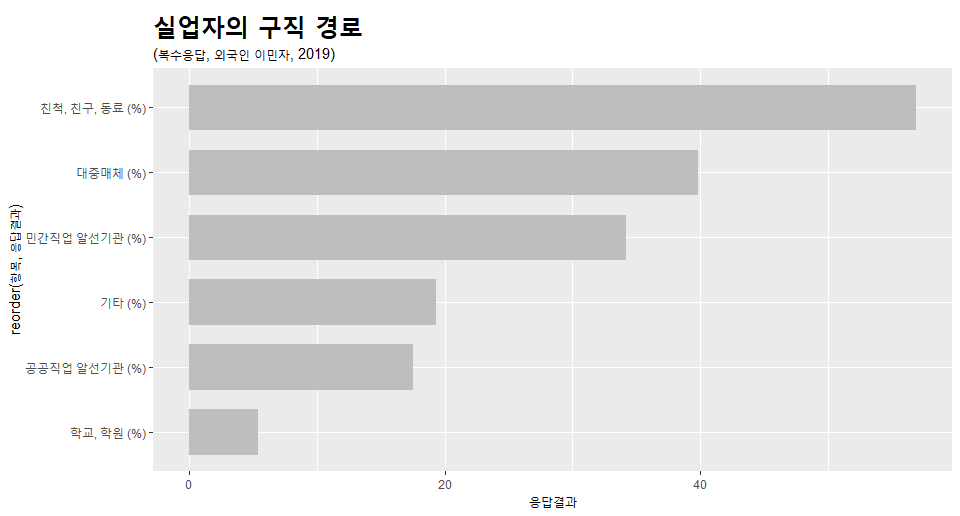 실업자의 구직 경로
(복수응답, 외국인 이민자, 2019)
친척, 친구, 동료 (%)
대중매체 (%)
민간직업 알선기관 (%)
기타 (%)
공공직업 알선기관 (%)
학교, 학원 (%)
reorder(항목, 응답결과)
0 20 40
응답결과